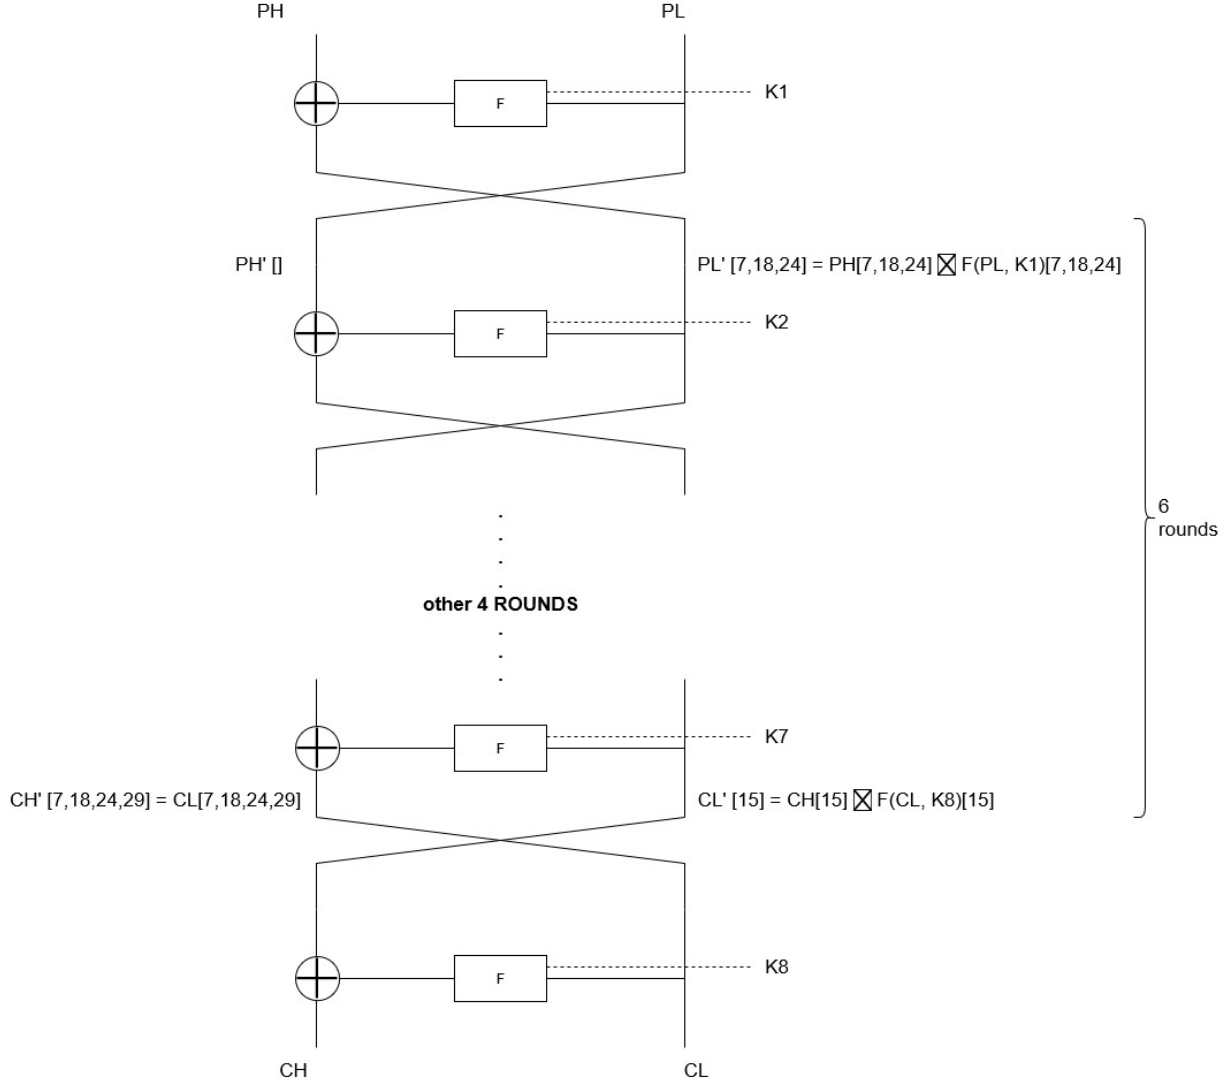 PH
PL
F
K1
PH' []
PL' [7,18,24] = PH[7,18,24] ☒ F(PL, K1)[7,18,24]
F
K2
6
rounds
other 4 ROUNDS
F
K7
CH' [7,18,24,29] = CL[7,18,24,29]
CL' [15] = CH[15] ☒ F(CL, K8)[15]
F
K8
CH
CL